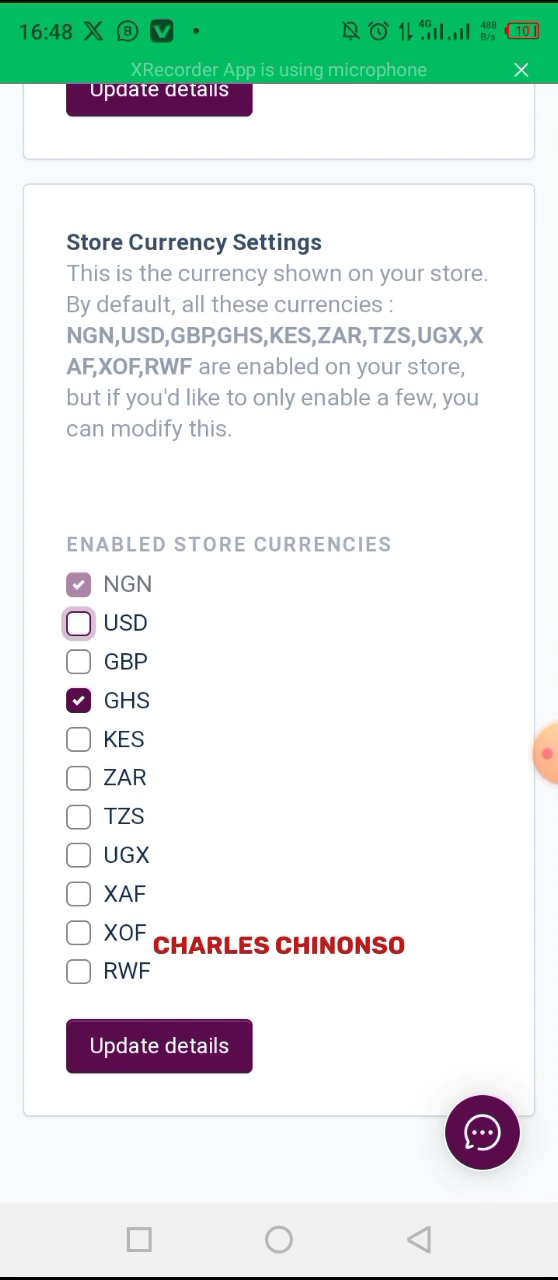 16:48
4G
488
B/s
10
XRecorder App is using microphone
Update details
Store Currency Settings
This is the currency shown on your store.
By default, all these currencies :
NGN,USD,GBP,GHS,KES,ZAR,TZS,UGX,X
AF,XOF,RWF are enabled on your store,
but if you'd like to only enable a few, you
can modify this.
ENABLED STORE CURRENCIES
NGN
USD
GBP
GHS
KES
ZAR
TZS
UGX
XAF
XOF
CHARLES CHINONSO
RWF
Update details